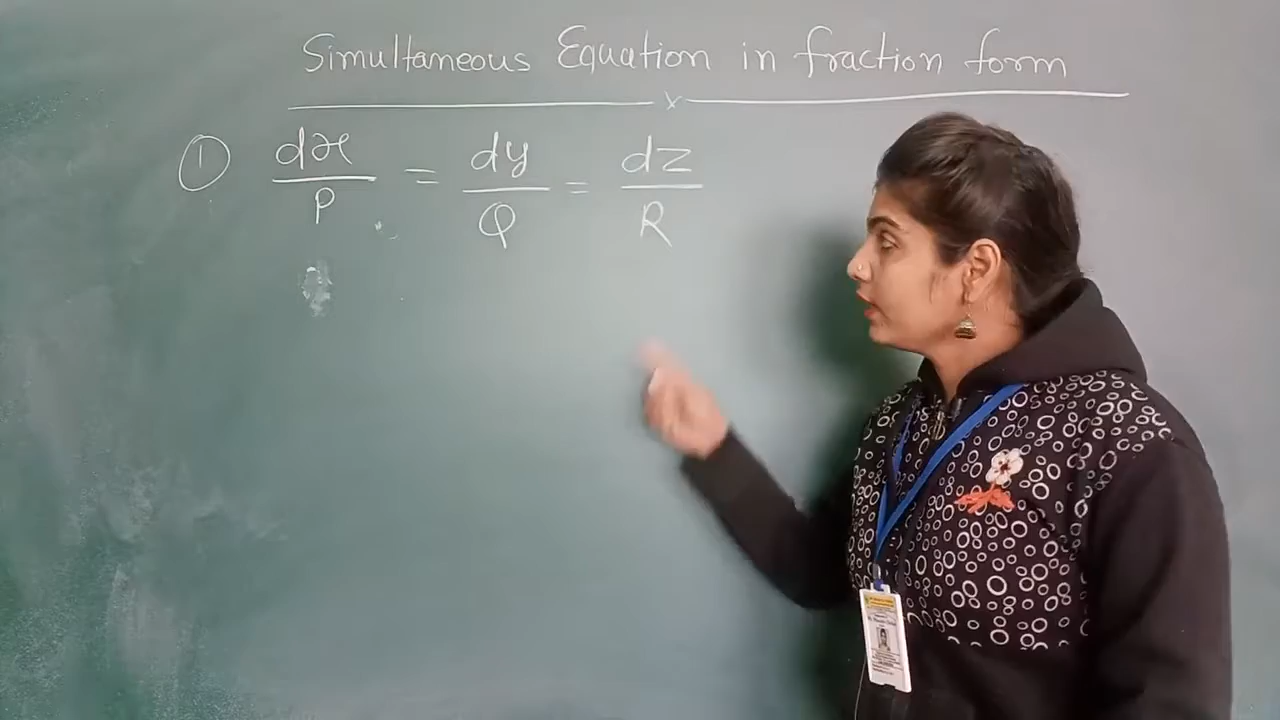 Simultaneous Equation in fraction form
x
① dx/P = dy/Q = dz/R